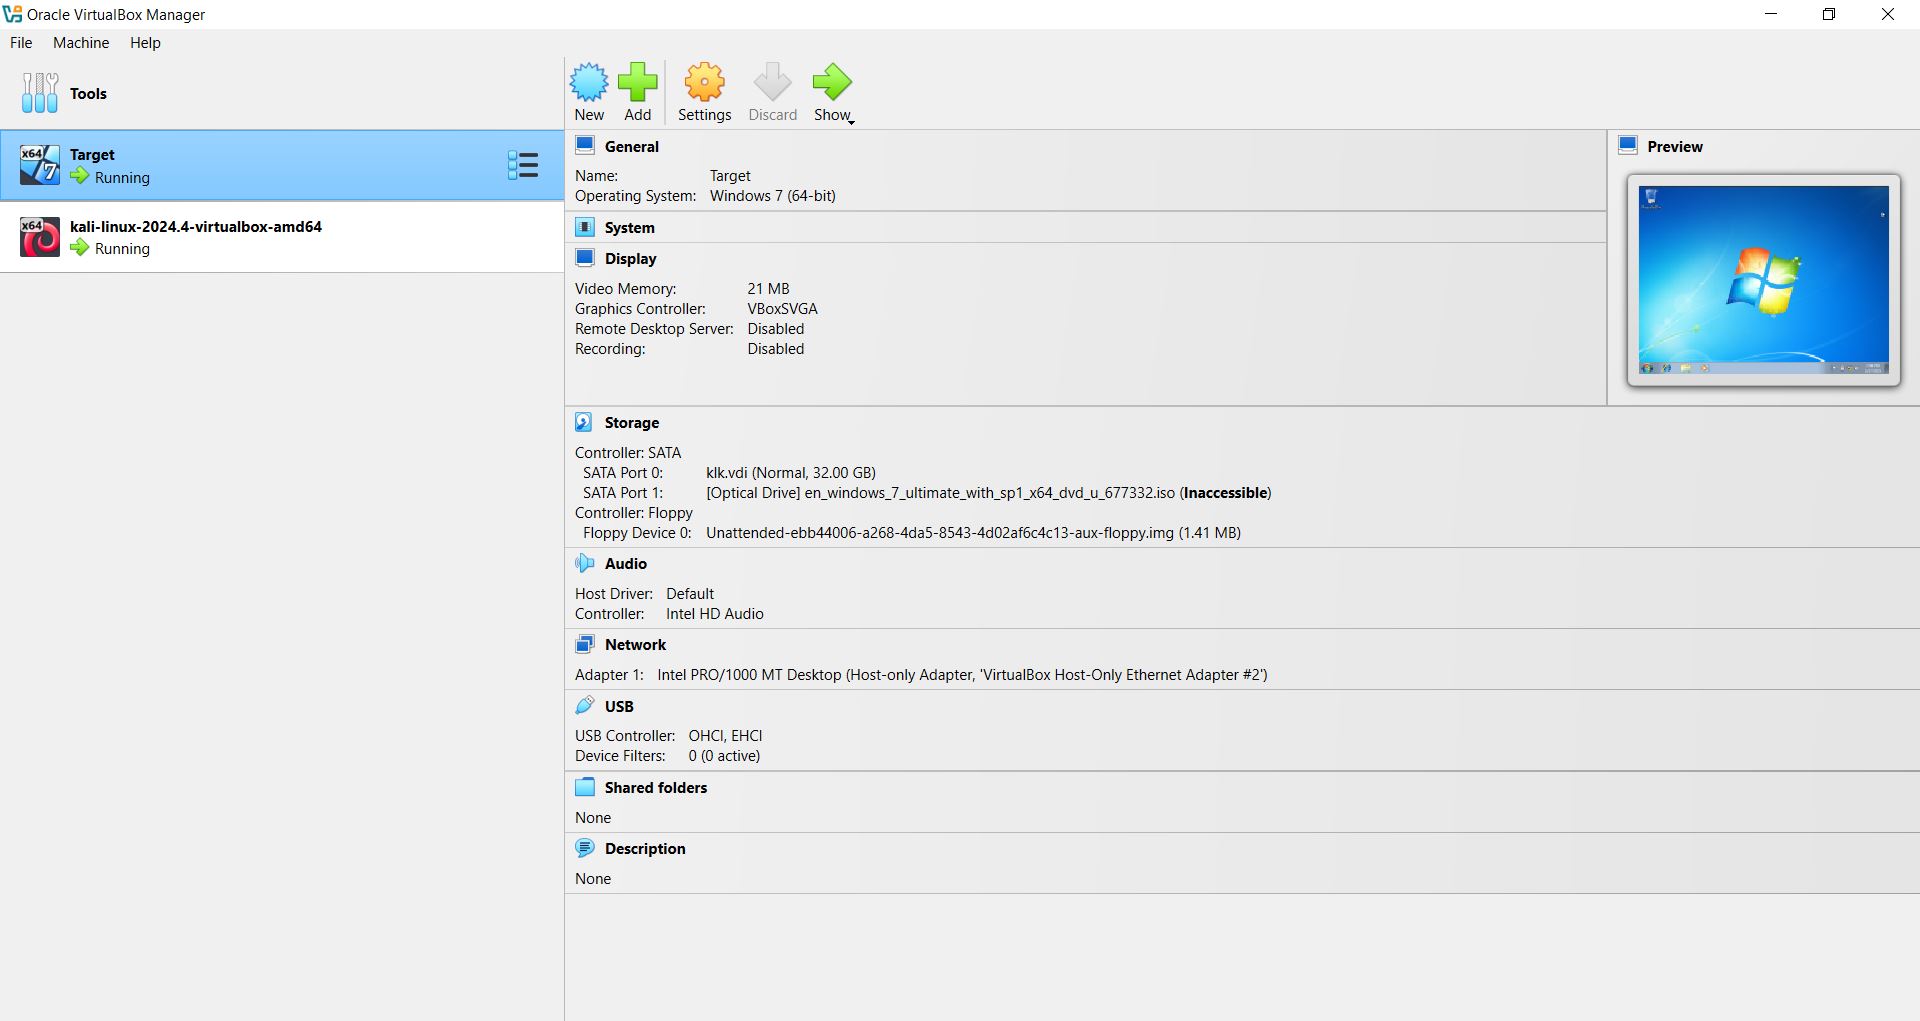 Oracle VirtualBox Manager
File Machine Help
Tools
New Add Settings Discard Show
x64 Target
Running
x64 kali-linux-2024.4-virtualbox-amd64
Running
General
Name: Target
Operating System: Windows 7 (64-bit)
System
Display
Video Memory: 21 MB
Graphics Controller: VBoxSVGA
Remote Desktop Server: Disabled
Recording: Disabled
Preview
Storage
Controller: SATA
SATA Port 0: klk.vdi (Normal, 32.00 GB)
SATA Port 1: [Optical Drive] en_windows_7_ultimate_with_sp1_x64_dvd_u_677332.iso (Inaccessible)
Controller: Floppy
Floppy Device 0: Unattended-ebb44006-a268-4da5-8543-4d02af6c4c13-aux-floppy.img (1.41 MB)
Audio
Host Driver: Default
Controller: Intel HD Audio
Network
Adapter 1: Intel PRO/1000 MT Desktop (Host-only Adapter, 'VirtualBox Host-Only Ethernet Adapter #2')
USB
USB Controller: OHCI, EHCI
Device Filters: 0 (0 active)
Shared folders
None
Description
None